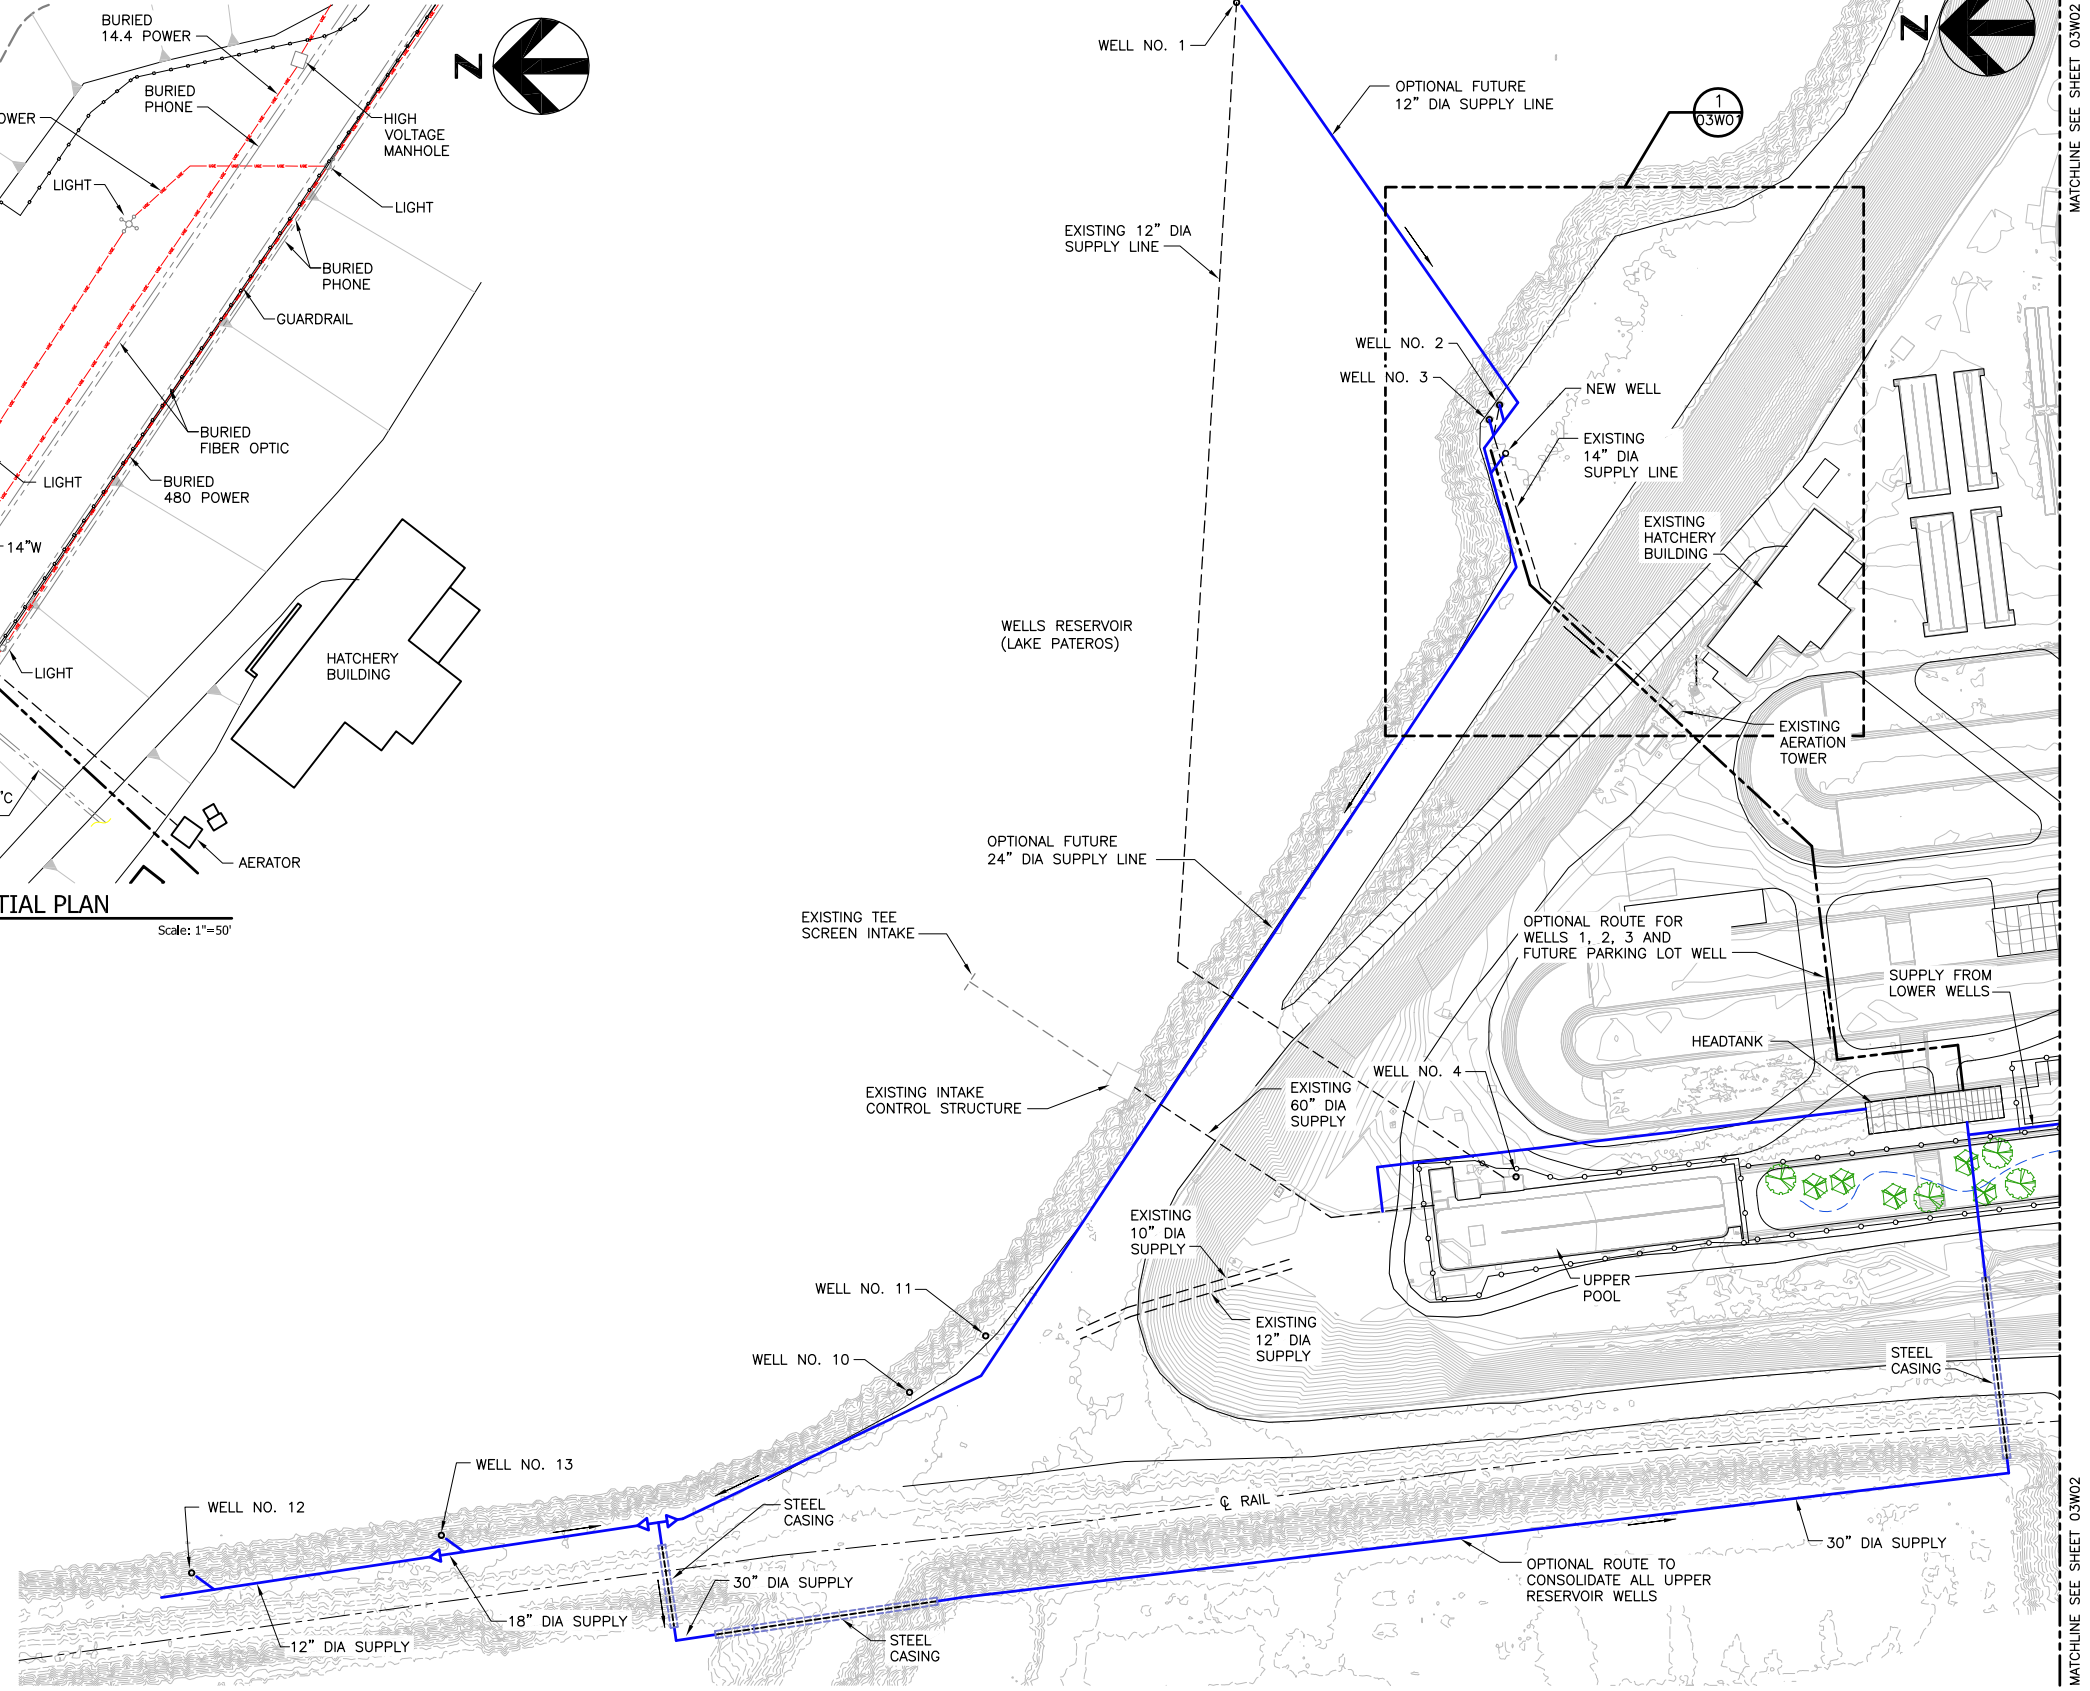 BURIED
14.4 POWER
BURIED
PHONE
OWER
HIGH
VOLTAGE
MANHOLE
LIGHT
LIGHT
BURIED
PHONE
GUARDRAIL
BURIED
FIBER OPTIC
LIGHT
BURIED
480 POWER
14"W
LIGHT
HATCHERY
BUILDING
"C
AERATOR
TIAL PLAN
Scale: 1"=50'
N
WELL NO. 1
OPTIONAL FUTURE
12" DIA SUPPLY LINE
1
03W01
N
MATCHLINE SEE SHEET 03W02
EXISTING 12" DIA
SUPPLY LINE
WELL NO. 2
WELL NO. 3
NEW WELL
EXISTING
14" DIA
SUPPLY LINE
EXISTING
HATCHERY
BUILDING
WELLS RESERVOIR
(LAKE PATEROS)
EXISTING
AERATION
TOWER
OPTIONAL FUTURE
24" DIA SUPPLY LINE
EXISTING TEE
SCREEN INTAKE
OPTIONAL ROUTE FOR
WELLS 1, 2, 3 AND
FUTURE PARKING LOT WELL
SUPPLY FROM
LOWER WELLS
HEADTANK
WELL NO. 4
EXISTING INTAKE
CONTROL STRUCTURE
EXISTING
60" DIA
SUPPLY
EXISTING
10" DIA
SUPPLY
UPPER
POOL
WELL NO. 11
EXISTING
12" DIA
SUPPLY
WELL NO. 10
STEEL
CASING
WELL NO. 13
WELL NO. 12
STEEL
CASING
℄ RAIL
30" DIA SUPPLY
OPTIONAL ROUTE TO
CONSOLIDATE ALL UPPER
RESERVOIR WELLS
30" DIA SUPPLY
18" DIA SUPPLY
12" DIA SUPPLY
STEEL
CASING
MATCHLINE SEE SHEET 03W02